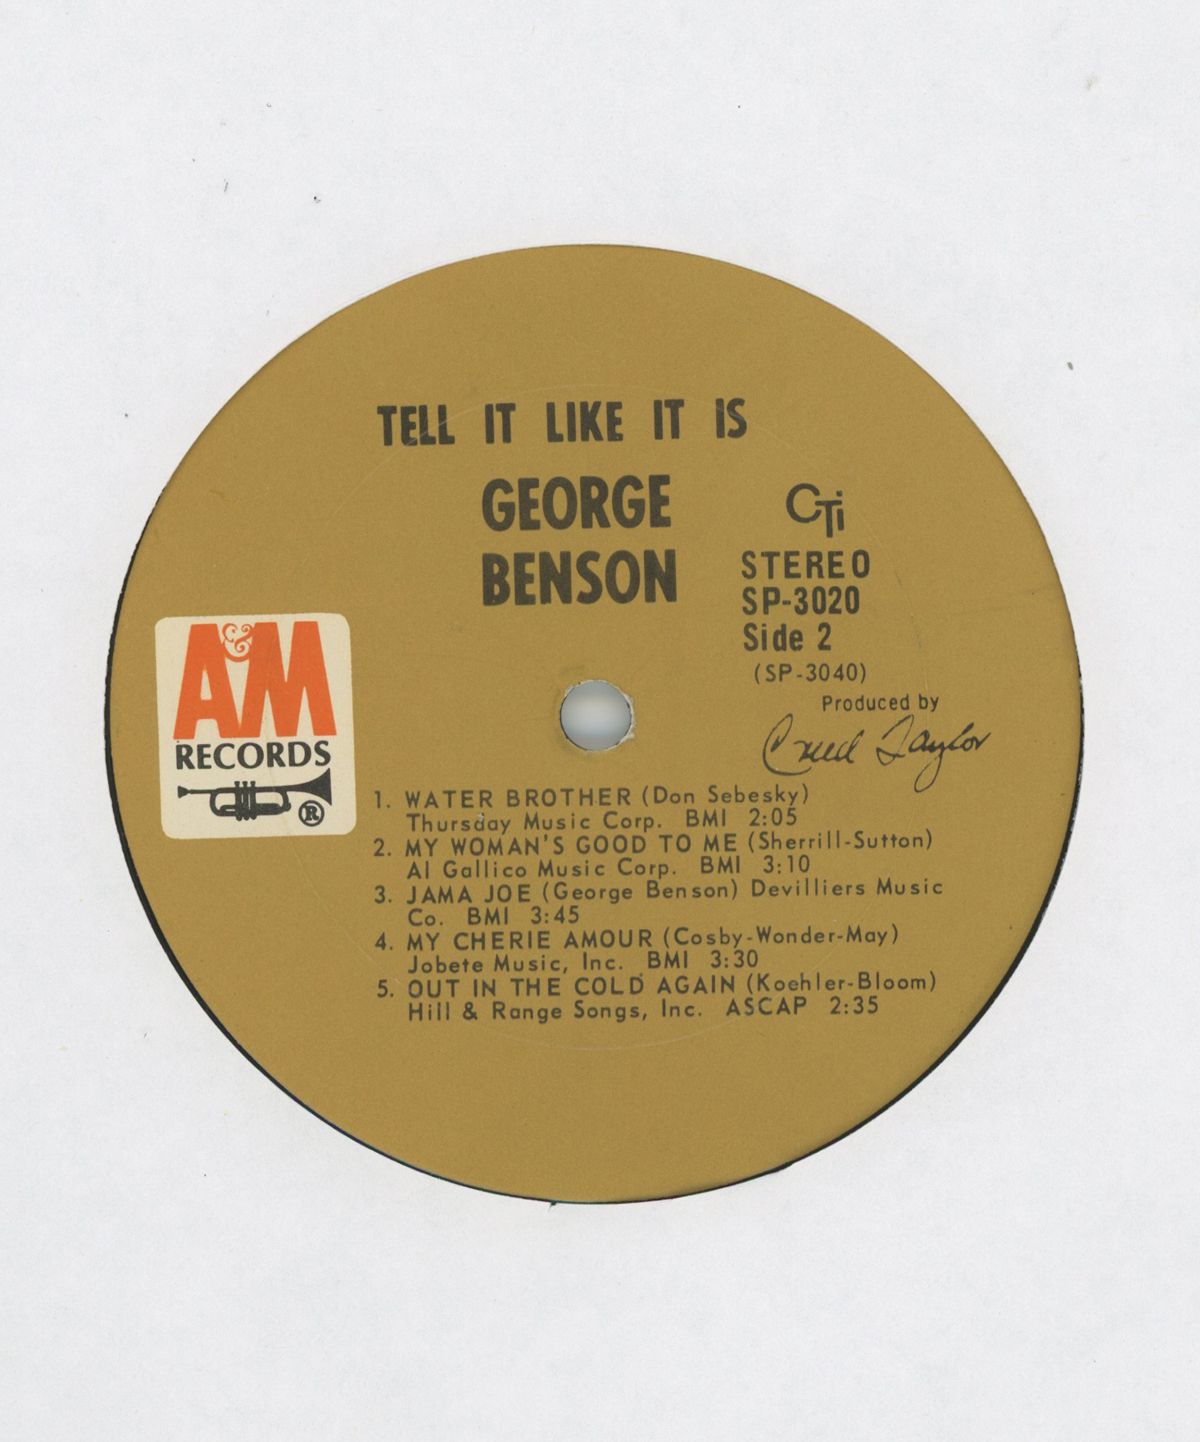 TELL IT LIKE IT IS
GEORGE
BENSON
CTi
STEREO
SP-3020
Side 2
(SP-3040)
Produced by
Creed Taylor
A&M
RECORDS
®
1. WATER BROTHER (Don Sebesky)
Thursday Music Corp. BMI 2:05
2. MY WOMAN'S GOOD TO ME (Sherrill-Sutton)
Al Gallico Music Corp. BMI 3:10
3. JAMA JOE (George Benson) Devilliers Music
Co. BMI 3:45
4. MY CHERIE AMOUR (Cosby-Wonder-May)
Jobete Music, Inc. BMI 3:30
5. OUT IN THE COLD AGAIN (Koehler-Bloom)
Hill & Range Songs, Inc. ASCAP 2:35